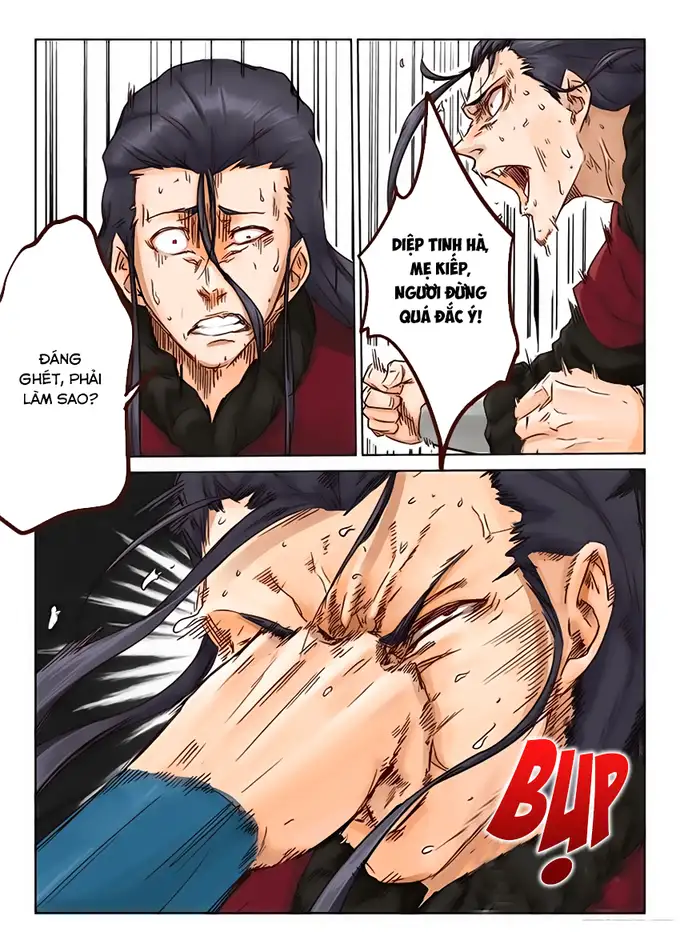 ĐÁNG
GHÉT, PHẢI
LÀM SAO?
DIỆP TINH HÀ,
MẸ KIẾP,
NGƯƠI ĐỪNG
QUÁ ĐẮC Ý!
BỤP